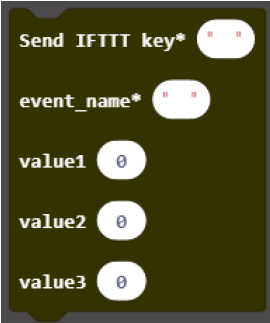 Send IFTTT key* " "
event_name* " "
value1 0
value2 0
value3 0